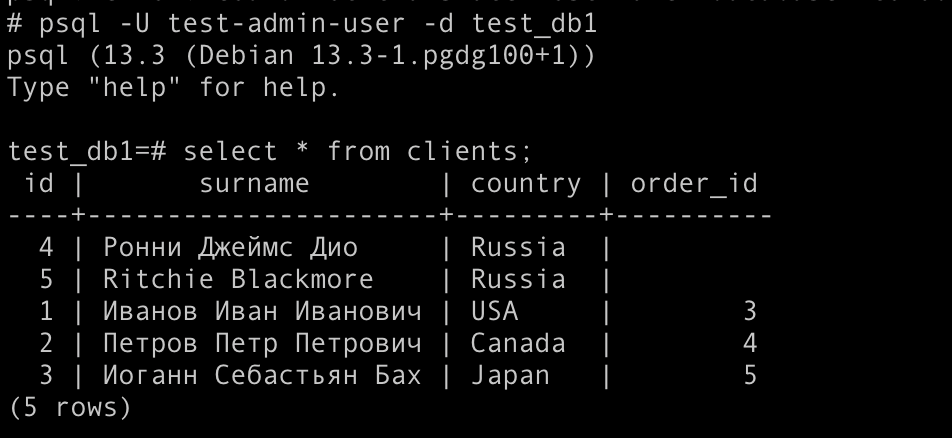 # psql -U test-admin-user -d test_db1
psql (13.3 (Debian 13.3-1.pgdg100+1))
Type "help" for help.

test_db1=# select * from clients;
 id |       surname        | country | order_id
----+----------------------+---------+----------
  4 | Ронни Джеймс Дио     | Russia  |
  5 | Ritchie Blackmore    | Russia  |
  1 | Иванов Иван Иванович | USA     |        3
  2 | Петров Петр Петрович | Canada  |        4
  3 | Иоганн Себастьян Бах | Japan   |        5
(5 rows)